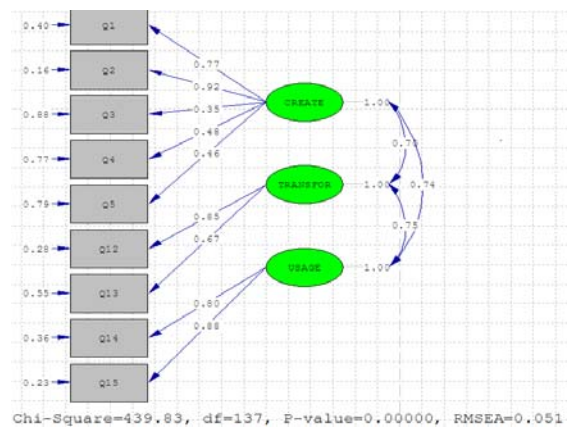 0.40 Q1
0.77
0.16 Q2
0.92
0.88 Q3
0.35
CREATE 1.00
0.48
0.77 Q4
0.46
0.79 Q5
TRANSPOR 1.00 0.74
0.85
0.28 Q12
0.67
0.75
0.55 Q13
USAGE 1.00
0.80
0.36 Q14
0.88
0.23 Q15
Chi-Square=439.83, df=137, P-value=0.00000, RMSEA=0.051